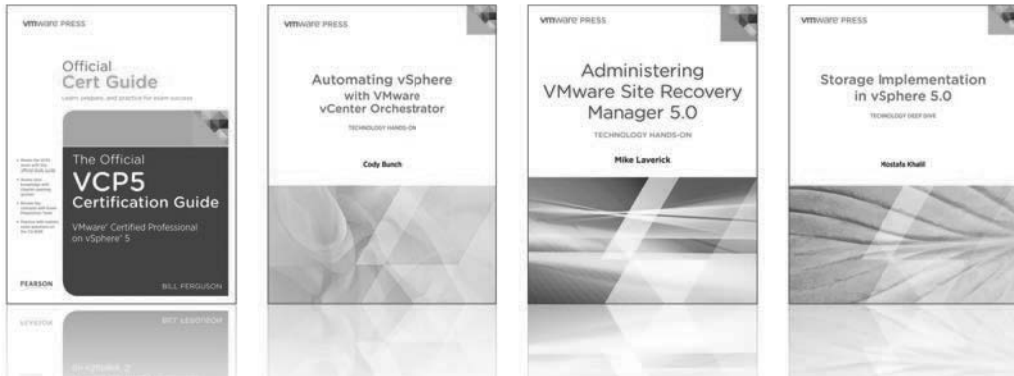 vmware PRESS
Official
Cert Guide
Learn, prepare, and practice for exam success
The Official
VCP5
Certification Guide
VMware® Certified Professional
on vSphere® 5
PEARSON
BILL FERGUSON
vmware PRESS
Automating vSphere
with VMware
vCenter Orchestrator
TECHNOLOGY HANDS-ON
Cody Bunch
vmware PRESS
Administering
VMware Site Recovery
Manager 5.0
TECHNOLOGY HANDS-ON
Mike Laverick
vmware PRESS
Storage Implementation
in vSphere 5.0
TECHNOLOGY DEEP DIVE
Mostafa Khalil